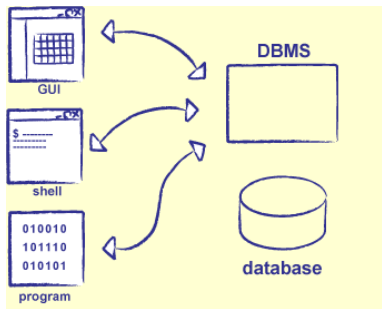 GUI
DBMS
$ --------
---------
---------
shell
010010
101110
010101
program
database